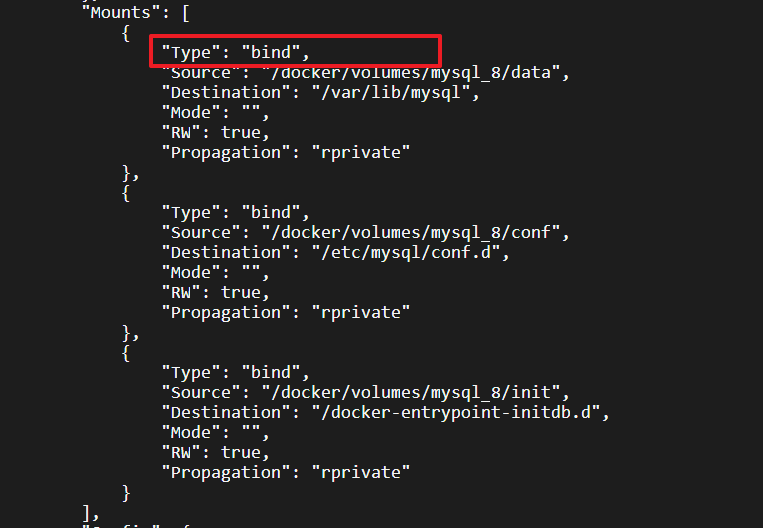 "Mounts": [
{
"Type": "bind",
"Source": "/docker/volumes/mysql_8/data",
"Destination": "/var/lib/mysql",
"Mode": "",
"RW": true,
"Propagation": "rprivate"
},
{
"Type": "bind",
"Source": "/docker/volumes/mysql_8/conf",
"Destination": "/etc/mysql/conf.d",
"Mode": "",
"RW": true,
"Propagation": "rprivate"
},
{
"Type": "bind",
"Source": "/docker/volumes/mysql_8/init",
"Destination": "/docker-entrypoint-initdb.d",
"Mode": "",
"RW": true,
"Propagation": "rprivate"
}
],